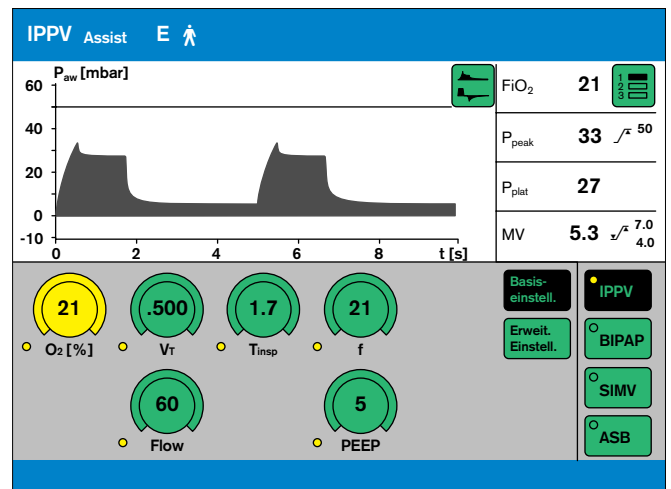 IPPV Assist E
Paw [mbar]
60
40
20
0
-10
0 2 4 6 8 t [s]
1
2
3
FiO2 21
Ppeak 33 50
Pplat 27
MV 5.3 7.0
4.0
21 .500 1.7 21
O2 [%] VT Tinsp f
60 5
Flow PEEP
Basis-
einstell.
Erweit.
Einstell.
IPPV
BIPAP
SIMV
ASB